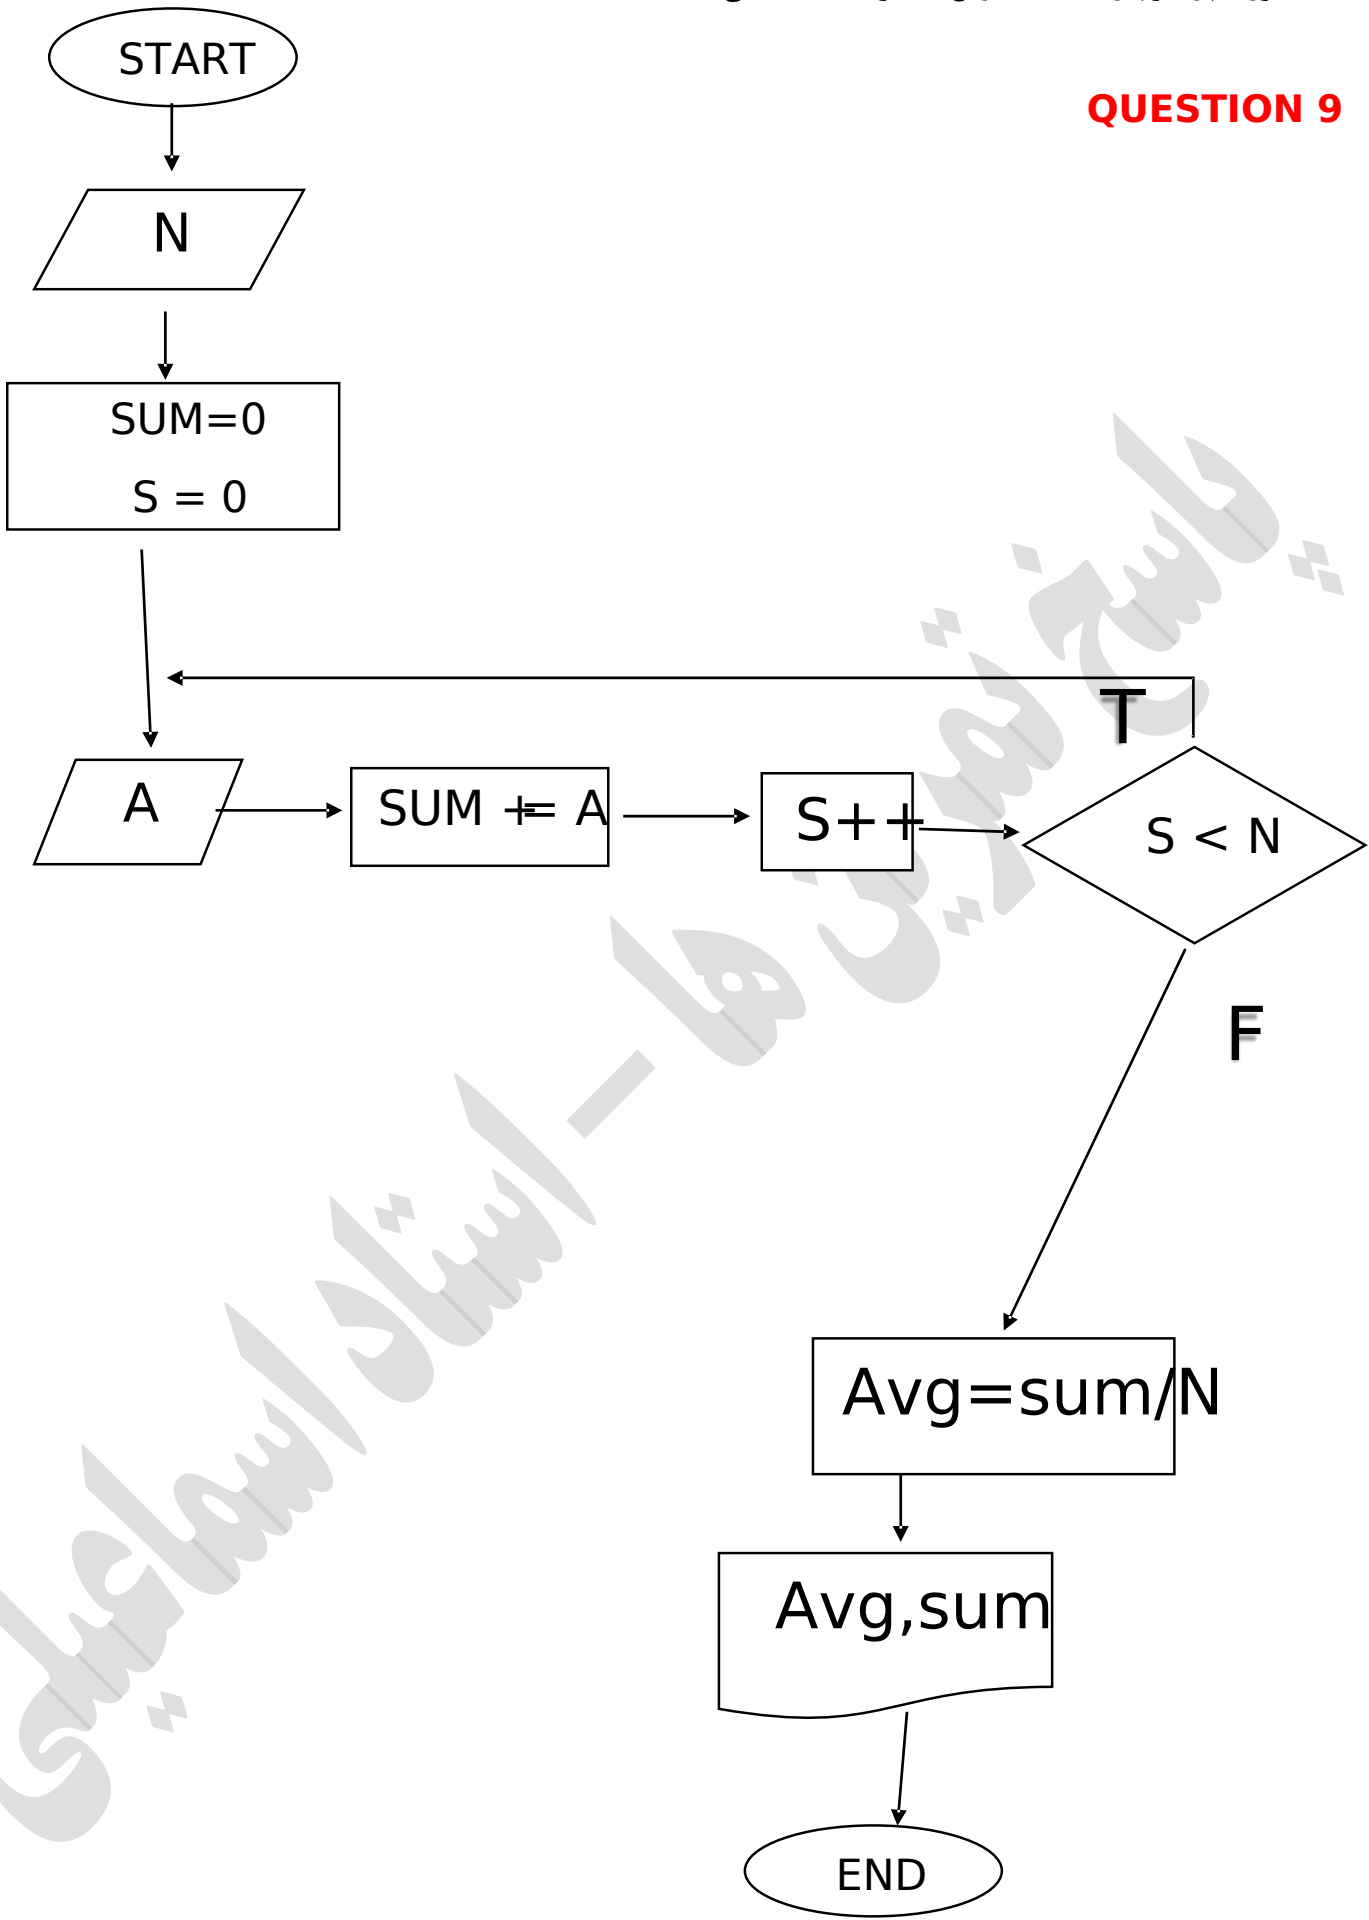 START
QUESTION 9
N
SUM=0
S = 0
T
A
SUM += A
S++
S < N
F
Avg=sum/N
Avg,sum
END
پاسخ تمرین ها – استاد اسماعیلی